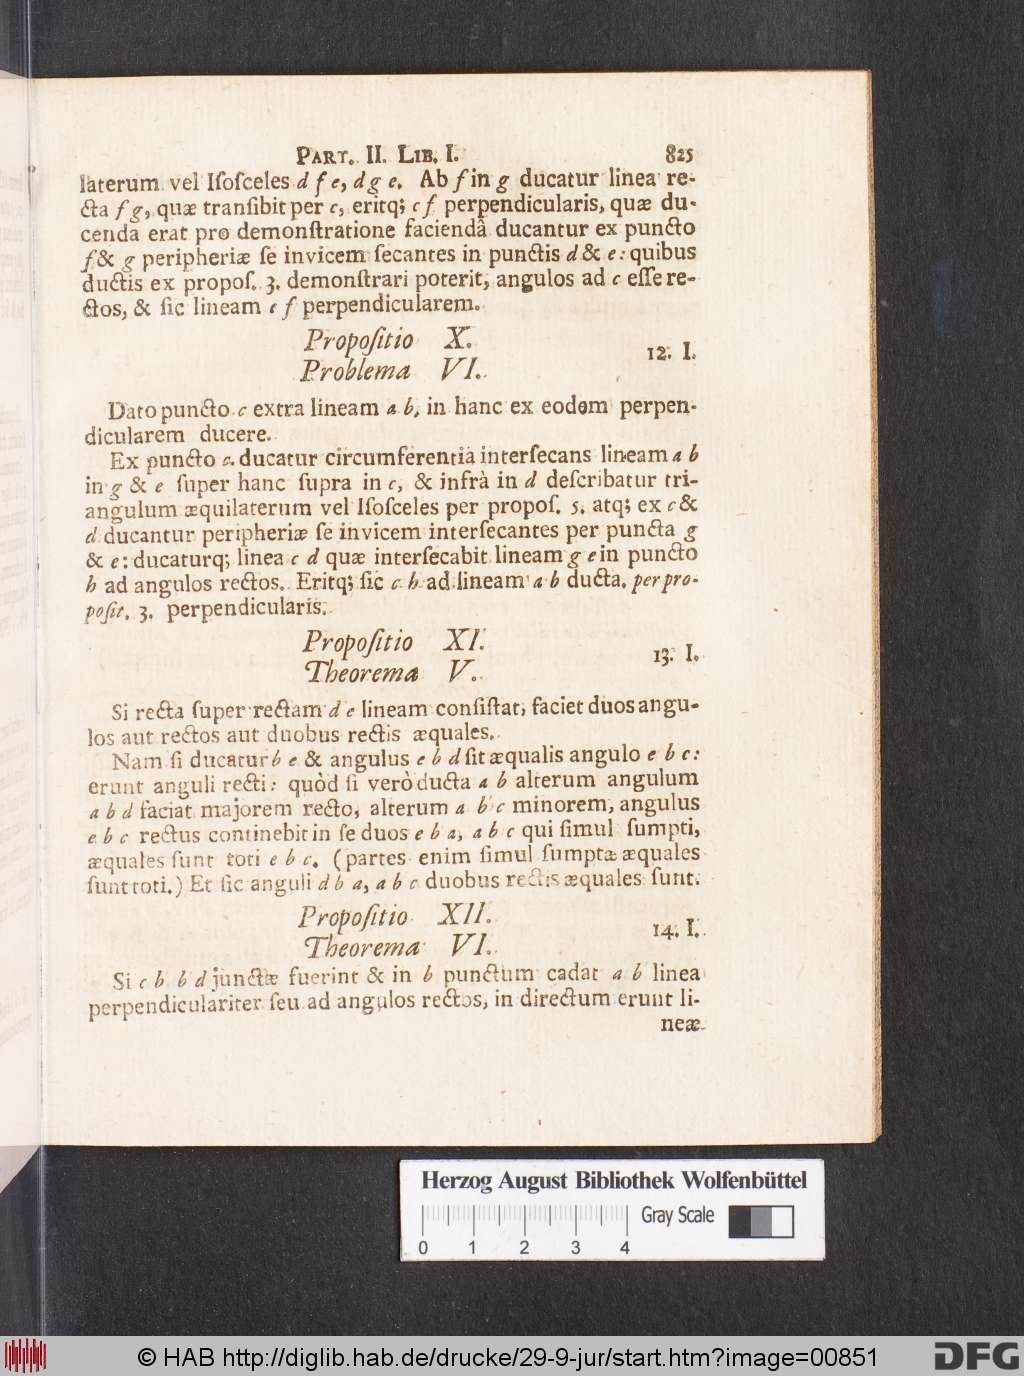 PART. II. LIB. I. 825
laterum vel Iſoſceles d f e, d g e. Ab f in g ducatur linea re-
cta f g, quæ tranſibit per c, eritq; c f perpendicularis, quæ du-
cenda erat pro demonſtratione faciendâ ducantur ex puncto
f & g peripheriæ ſe invicem ſecantes in punctis d & e: quibus
ductis ex propoſ. 3. demonſtrari poterit, angulos ad c eſſe re-
ctos, & ſic lineam c f perpendicularem.
Propoſitio X.
12. I.
Problema VI.
Dato puncto c extra lineam a b, in hanc ex eodem perpen-
dicularem ducere.
Ex puncto c. ducatur circumferentia interſecans lineam a b
in g & e ſuper hanc ſupra in c, & infrà in d deſcribatur tri-
angulum æquilaterum vel Iſoſceles per propoſ. 5. atq; ex c &
d ducantur peripheriæ ſe invicem interſecantes per puncta g
& e: ducaturq; linea c d quæ interſecabit lineam g e in puncto
h ad angulos rectos. Eritq; ſic c h ad lineam a b ducta, per pro-
poſit. 3. perpendicularis.
Propoſitio XI.
13. I.
Theorema V.
Si recta ſuper rectam d e lineam conſiſtat, faciet duos angu-
los aut rectos aut duobus rectis æquales.
Nam ſi ducatur b e & angulus e b d ſit æqualis angulo e b c:
erunt anguli recti: quòd ſi verò ducta a b alterum angulum
a b d faciat majorem recto, alterum a b c minorem, angulus
e b c rectus continebit in ſe duos e b a, a b c qui ſimul ſumpti,
æquales ſunt toti e b c. (partes enim ſimul ſumptæ æquales
ſunt toti.) Et ſic anguli d b a, a b c duobus rectis æquales ſunt.
Propoſitio XII.
14. I.
Theorema VI.
Si c b b d junctæ fuerint & in b punctum cadat a b linea
perpendiculariter ſeu ad angulos rectos, in directum erunt li-
neæ
Herzog August Bibliothek Wolfenbüttel
Gray Scale
0 1 2 3 4
© HAB http://diglib.hab.de/drucke/29-9-jur/start.htm?image=00851
DFG